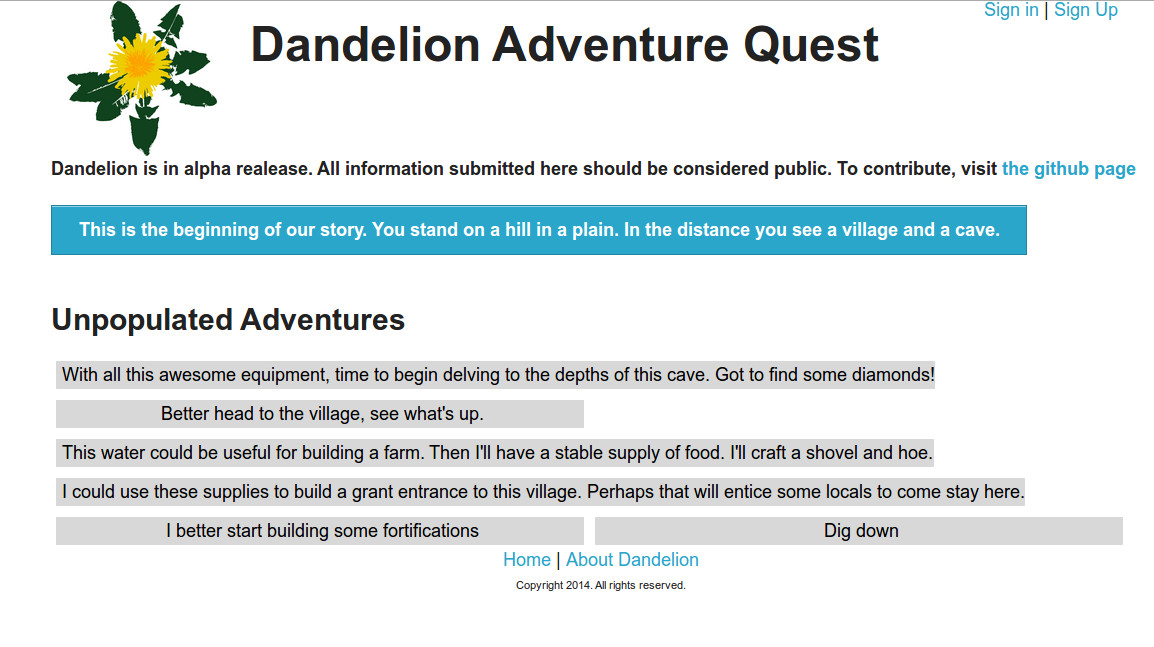 Sign in | Sign Up
Dandelion Adventure Quest
Dandelion is in alpha realease. All information submitted here should be considered public. To contribute, visit the github page
This is the beginning of our story. You stand on a hill in a plain. In the distance you see a village and a cave.
Unpopulated Adventures
With all this awesome equipment, time to begin delving to the depths of this cave. Got to find some diamonds!
Better head to the village, see what's up.
This water could be useful for building a farm. Then I'll have a stable supply of food. I'll craft a shovel and hoe.
I could use these supplies to build a grant entrance to this village. Perhaps that will entice some locals to come stay here.
I better start building some fortifications Dig down
Home | About Dandelion
Copyright 2014. All rights reserved.